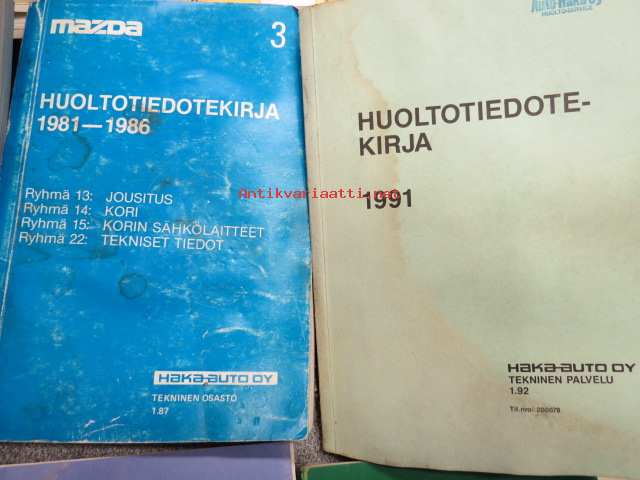 mazda
3
HUOLTOTIEDOTEKIRJA
1981—1986
Ryhmä 13: JOUSITUS
Ryhmä 14: KORI
Ryhmä 15: KORIN SÄHKÖLAITTEET
Ryhmä 22: TEKNISET TIEDOT
HAKA-AUTO OY
TEKNINEN OSASTO
1.87
HUOLTOTIEDOTE-
KIRJA
1991
HAKA-AUTO OY
TEKNINEN PALVELU
1.92
Antikvariaatti.net